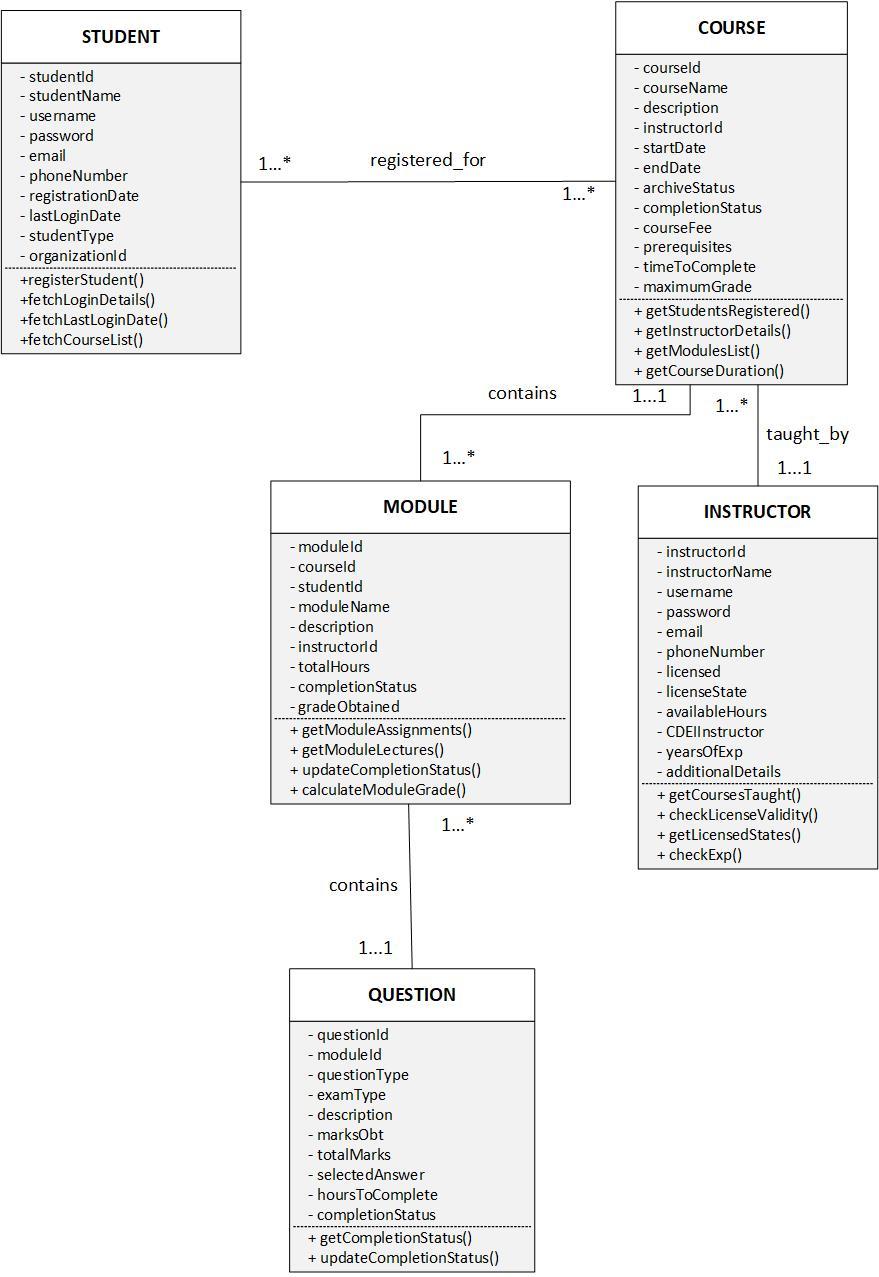 STUDENT
- studentId
- studentName
- username
- password
- email
- phoneNumber
- registrationDate
- lastLoginDate
- studentType
- organizationId
+registerStudent()
+fetchLoginDetails()
+fetchLastLoginDate()
+fetchCourseList()
1...*
registered_for
1...*
COURSE
- courseId
- courseName
- description
- instructorId
- startDate
- endDate
- archiveStatus
- completionStatus
- courseFee
- prerequisites
- timeToComplete
- maximumGrade
+ getStudentsRegistered()
+ getInstructorDetails()
+ getModulesList()
+ getCourseDuration()
contains
1...1
1...*
1...*
taught_by
1...1
MODULE
- moduleId
- courseId
- studentId
- moduleName
- description
- instructorId
- totalHours
- completionStatus
- gradeObtained
+ getModuleAssignments()
+ getModuleLectures()
+ updateCompletionStatus()
+ calculateModuleGrade()
INSTRUCTOR
- instructorId
- instructorName
- username
- password
- email
- phoneNumber
- licensed
- licenseState
- availableHours
- CDEIInstructor
- yearsOfExp
- additionalDetails
+ getCoursesTaught()
+ checkLicenseValidity()
+ getLicensedStates()
+ checkExp()
1...*
contains
1...1
QUESTION
- questionId
- moduleId
- questionType
- examType
- description
- marksObt
- totalMarks
- selectedAnswer
- hoursToComplete
- completionStatus
+ getCompletionStatus()
+ updateCompletionStatus()